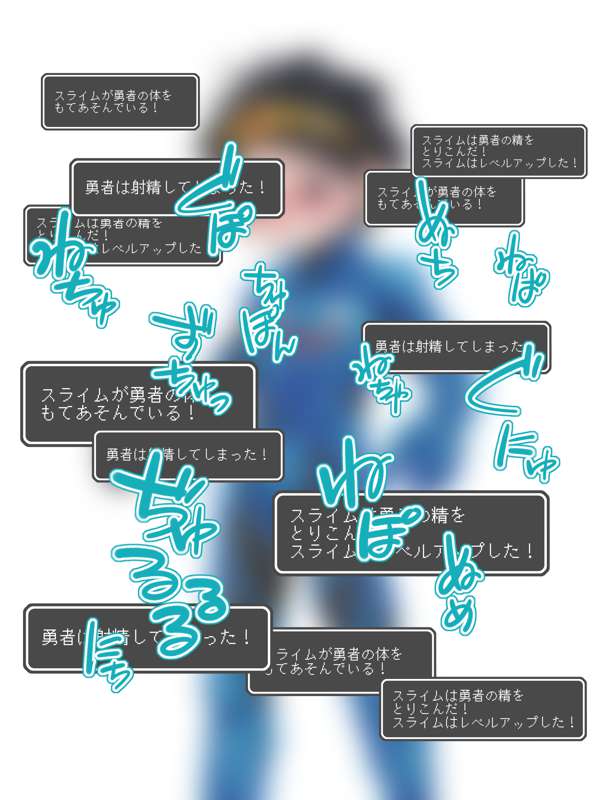 スライムが勇者の体を
もてあそんでいる！
スライムは勇者の精を
とりこんだ！
スライムはレベルアップした！
勇者は射精してしまった！
スライムが勇者の体を
もてあそんでいる！
ぐぽ
ぬち
スライムは勇者の精を
とりこんだ！
レベルアップした
ねちゅ
ねぱ
ちゅぽん
ずちゅっ
勇者は射精してしまった
ねちゅ
ぐ
にゅ
スライムが勇者の体
もてあそんでいる！
勇者は射精してしまった！
ぢゅるるる
ねぽ
スライムは勇者の精を
とりこん
スライムはレベルアップした！
ぬめ
勇者は射精してしまった！
にち
スライムが勇者の体を
もてあそんでいる！
スライムは勇者の精を
とりこんだ！
スライムはレベルアップした！